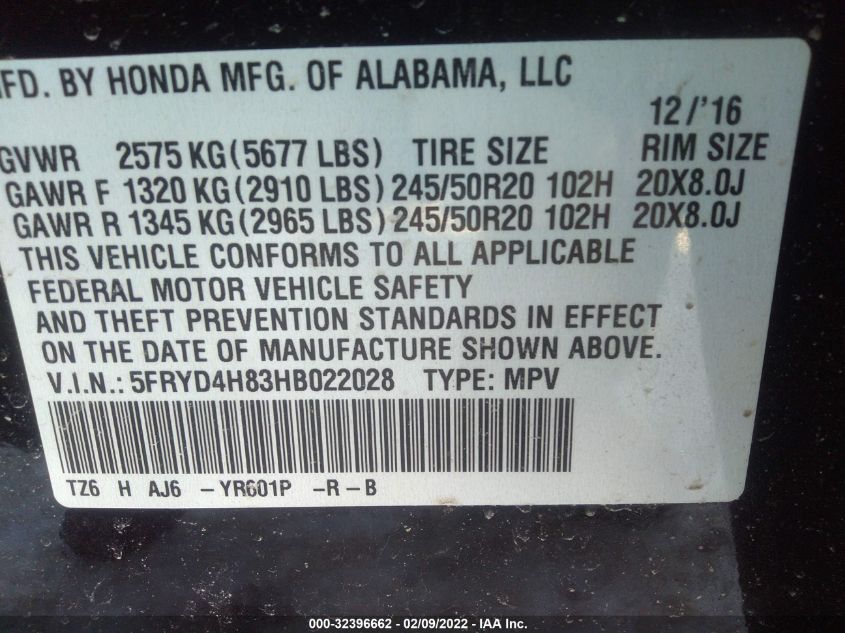 MFD. BY HONDA MFG. OF ALABAMA, LLC
12/'16
GVWR 2575 KG(5677 LBS) TIRE SIZE RIM SIZE
GAWR F 1320 KG(2910 LBS) 245/50R20 102H 20X8.0J
GAWR R 1345 KG(2965 LBS) 245/50R20 102H 20X8.0J
THIS VEHICLE CONFORMS TO ALL APPLICABLE
FEDERAL MOTOR VEHICLE SAFETY
AND THEFT PREVENTION STANDARDS IN EFFECT
ON THE DATE OF MANUFACTURE SHOWN ABOVE.
V.I.N.: 5FRYD4H83HB022028 TYPE: MPV
TZ6 H AJ6 -YR601P -R-B
000-32396662 - 02/09/2022 - IAA Inc.